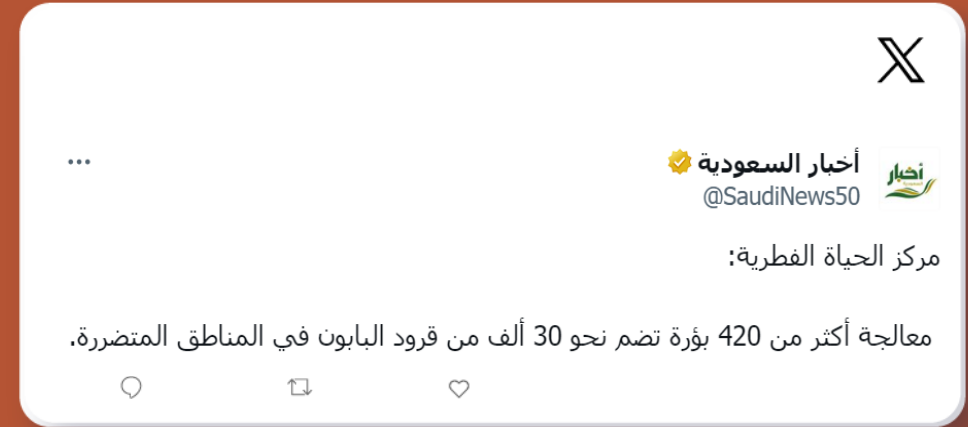 أخبار السعودية
@SaudiNews50
أخبار
مركز الحياة الفطرية:
معالجة أكثر من 420 بؤرة تضم نحو 30 ألف من قرود البابون في المناطق المتضررة.